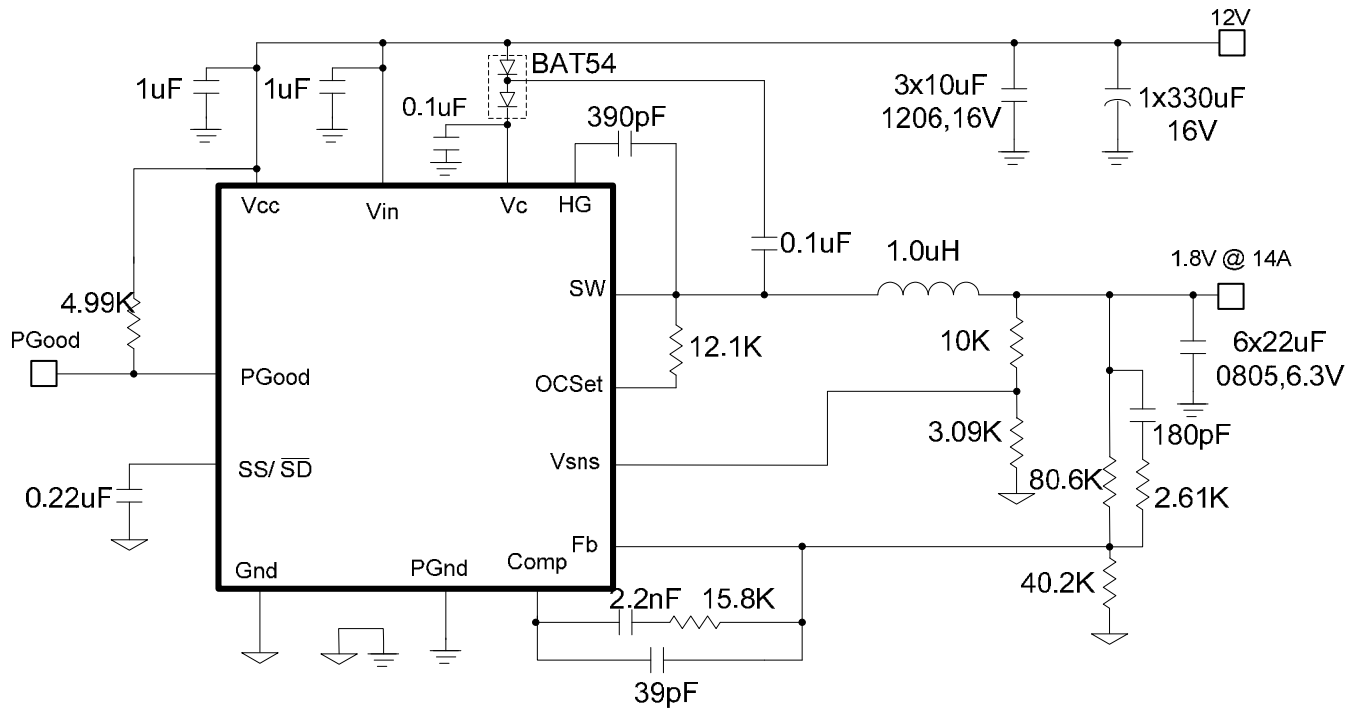 12V
BAT54
1uF
1uF
0.1uF
390pF
3x10uF
1206,16V
1x330uF
16V
Vcc
Vin
Vc
HG
0.1uF
1.0uH
1.8V @ 14A
SW
4.99K
PGood
12.1K
10K
6x22uF
0805,6.3V
PGood
OCSet
3.09K
180pF
SS/ SD
Vsns
0.22uF
80.6K
2.61K
Fb
Comp
Gnd
PGnd
40.2K
2.2nF
15.8K
39pF